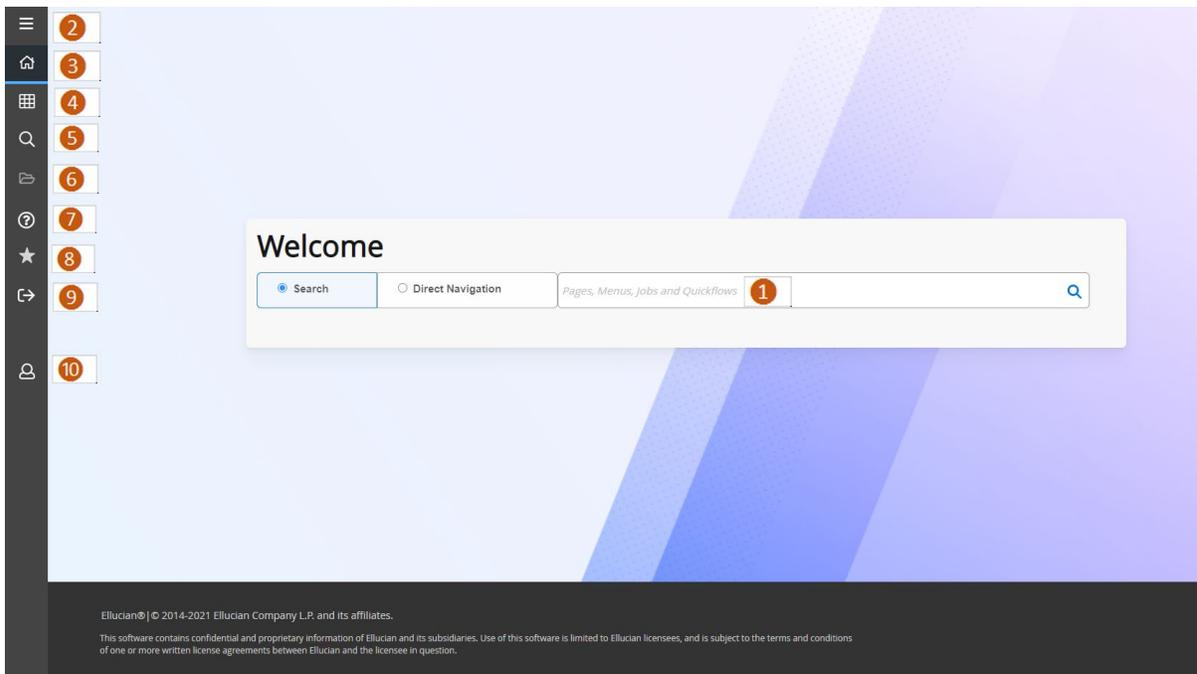 2
3
4
5
6
7
8
9
10
Welcome
Search Direct Navigation Pages, Menus, Jobs and Quickflows 1
Ellucian®|© 2014-2021 Ellucian Company L.P. and its affiliates.
This software contains confidential and proprietary information of Ellucian and its subsidiaries. Use of this software is limited to Ellucian licensees, and is subject to the terms and conditions
of one or more written license agreements between Ellucian and the licensee in question.